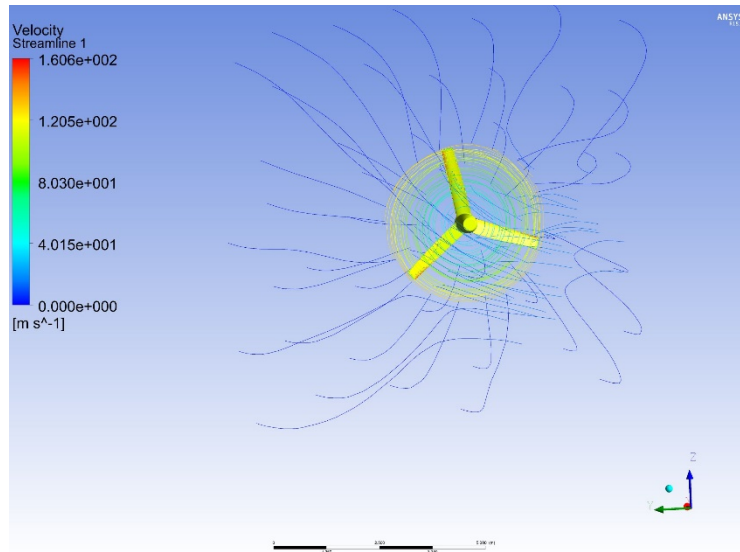 Velocity
Streamline 1
1.606e+002
1.205e+002
8.030e+001
4.015e+001
0.000e+000
[m s^-1]
ANSYS
Z
Y